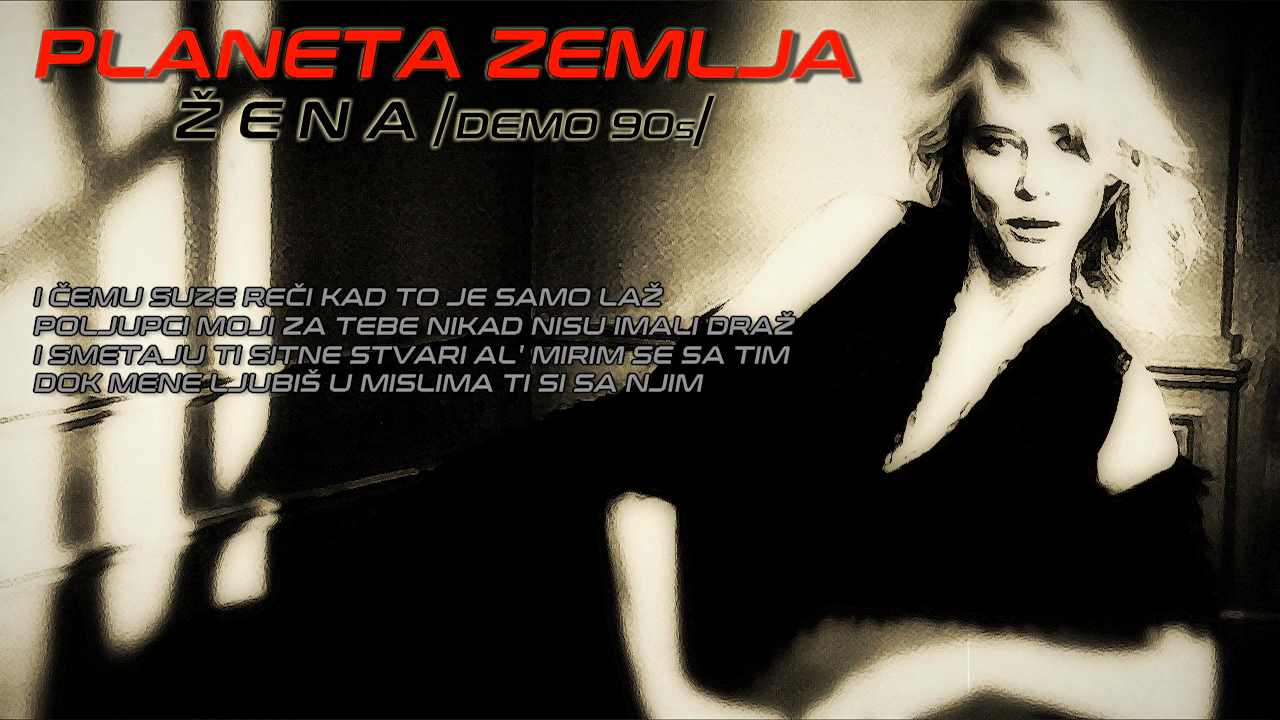 PLANETA ZEMLJA
ŽENA /DEMO 90s/
I ČEMU SUZE REČI KAD TO JE SAMO LAŽ
POLJUPCI MOJI ZA TEBE NIKAD NISU IMALI DRAŽ
I SMETAJU TI SITNE STVARI AL' MIRIM SE SA TIM
DOK MENE LJUBIŠ U MISLIMA TI SI SA NJIM